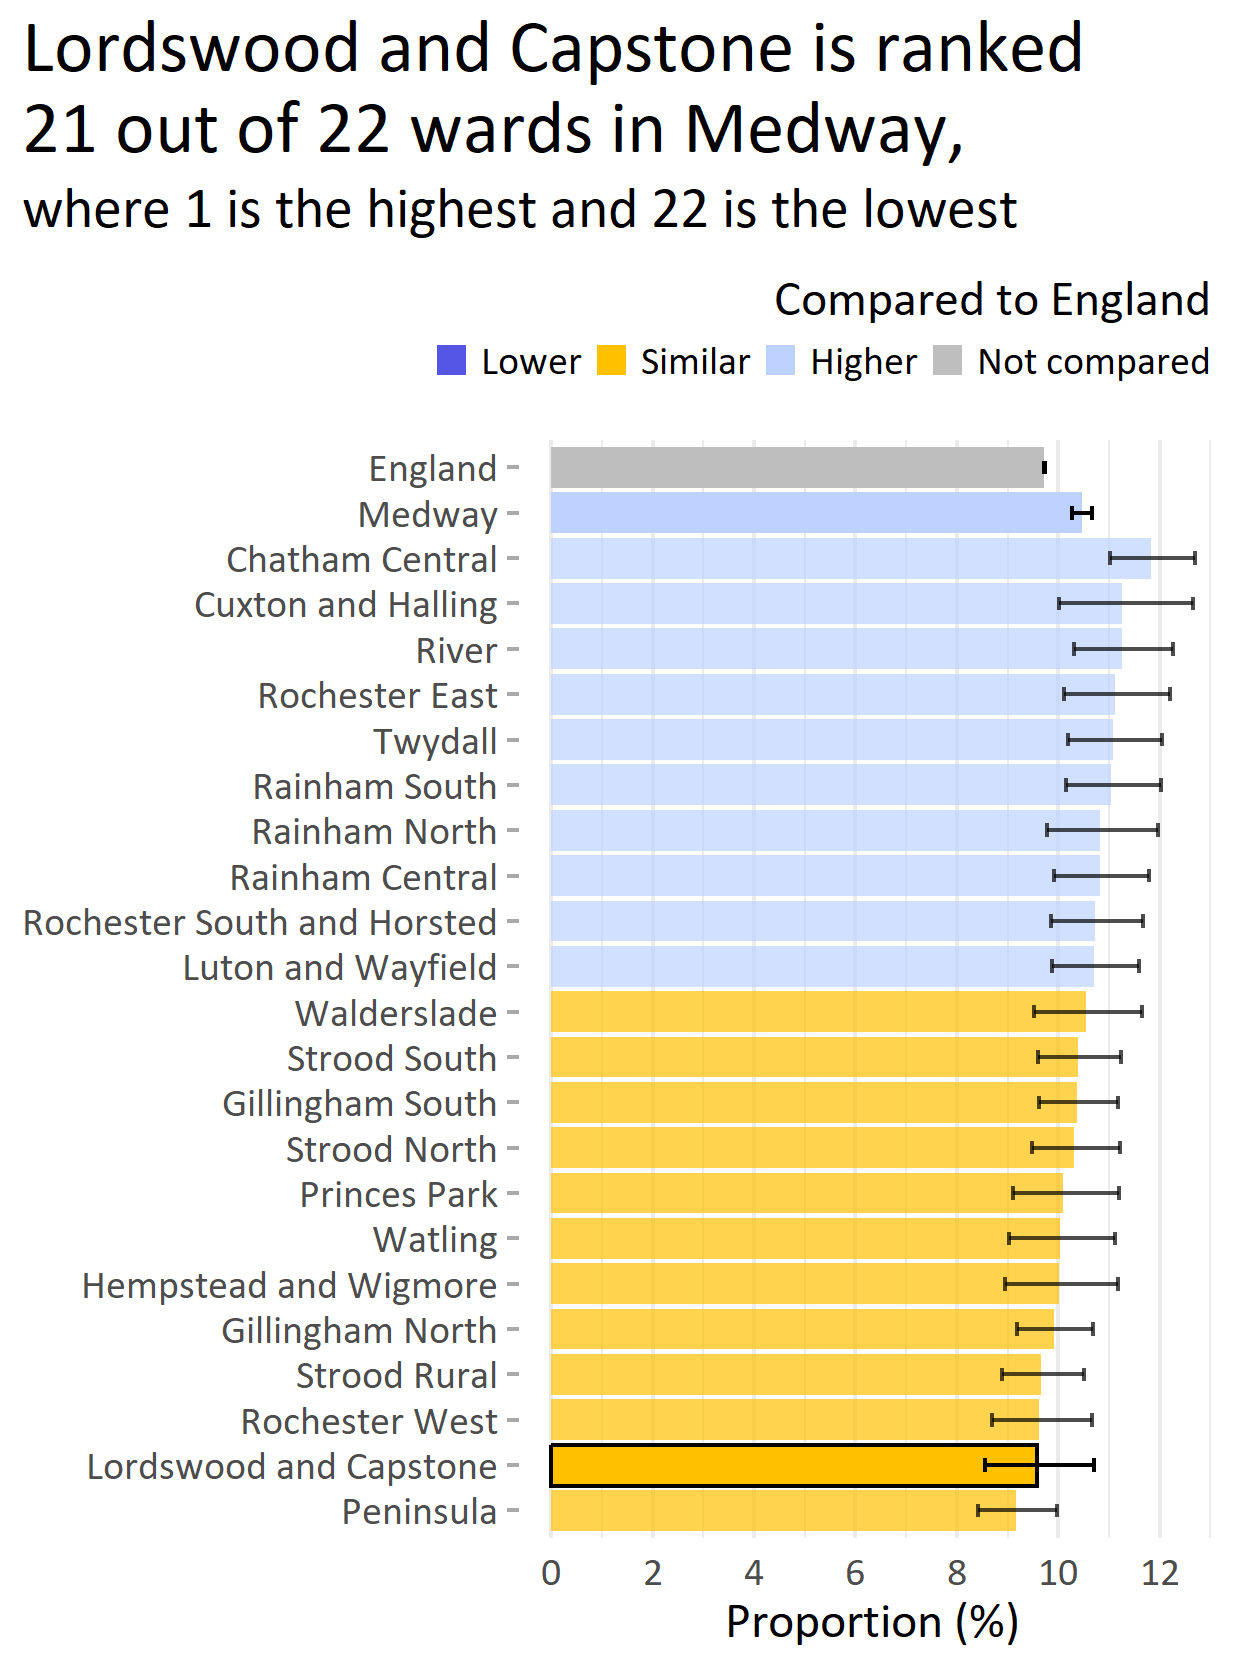 Lordswood and Capstone is ranked
21 out of 22 wards in Medway,
where 1 is the highest and 22 is the lowest
Compared to England
Lower Similar Higher Not compared
England
Medway
Chatham Central
Cuxton and Halling
River
Rochester East
Twydall
Rainham South
Rainham North
Rainham Central
Rochester South and Horsted
Luton and Wayfield
Walderslade
Strood South
Gillingham South
Strood North
Princes Park
Watling
Hempstead and Wigmore
Gillingham North
Strood Rural
Rochester West
Lordswood and Capstone
Peninsula
0 2 4 6 8 10 12
Proportion (%)